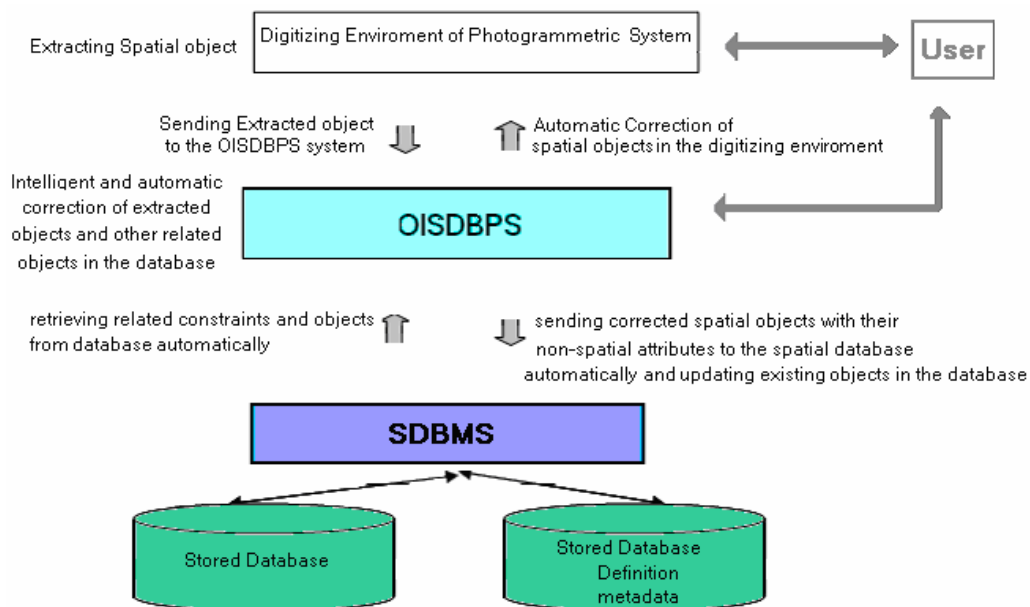 Extracting Spatial object
Digitizing Enviroment of Photogrammetric System
User
Sending Extracted object
to the OISDBPS system
Automatic Correction of
spatial objects in the digitizing enviroment
Intelligent and automatic
correction of extracted
objects and other related
objects in the database
OISDBPS
retrieving related constraints and objects
from database automatically
sending corrected spatial objects with their
non-spatial attributes to the spatial database
automatically and updating existing objects in the database
SDBMS
Stored Database
Stored Database
Definition
metadata